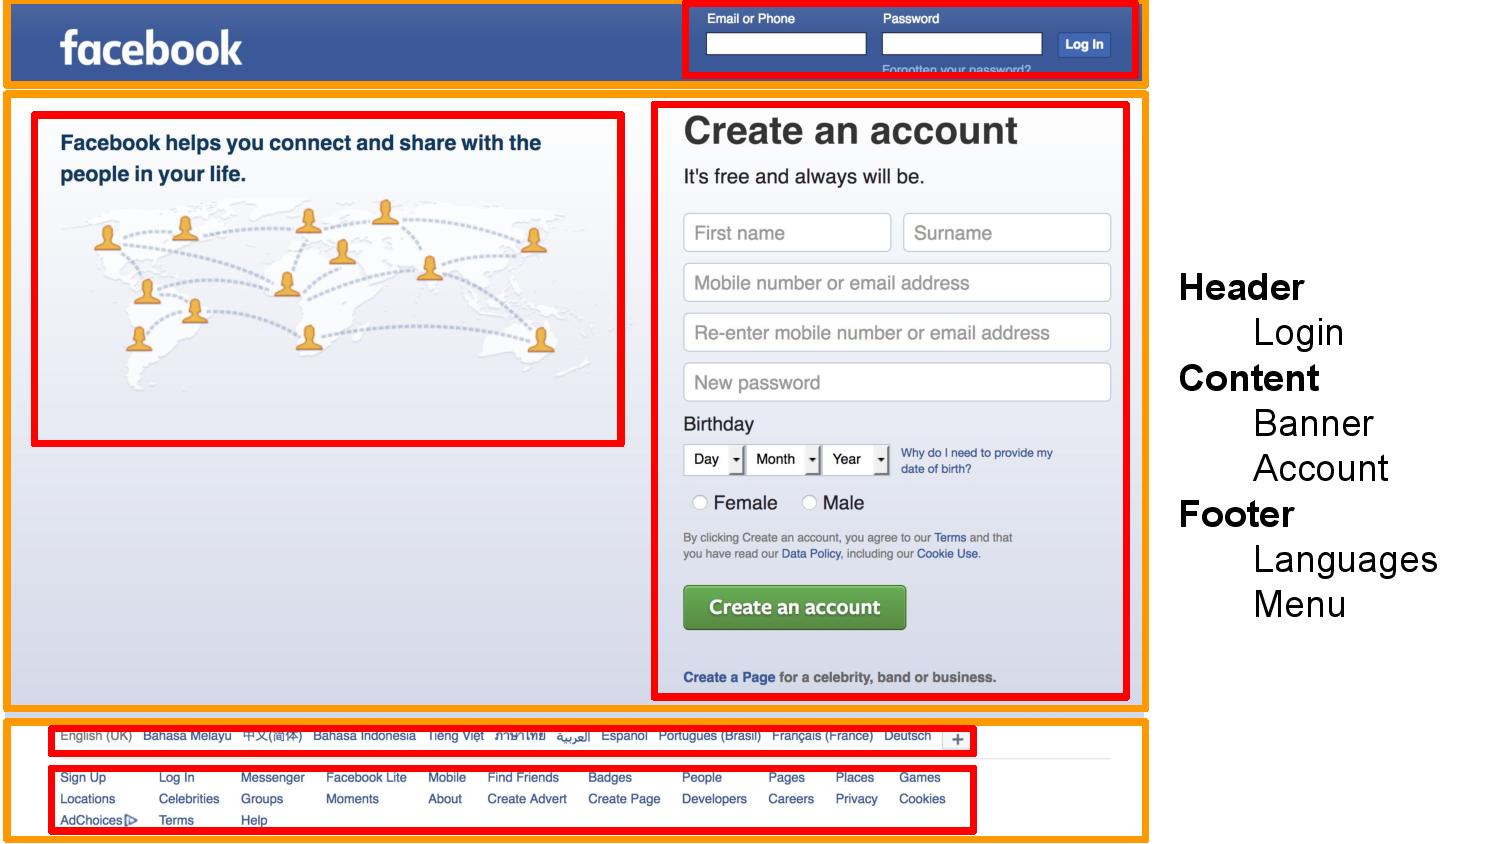 facebook
Email or Phone Password
Log In
Forgotten your password?
Facebook helps you connect and share with the
people in your life.
Create an account
It's free and always will be.
First name Surname
Mobile number or email address
Re-enter mobile number or email address
New password
Birthday
Day Month Year
Why do I need to provide my
date of birth?
Female Male
By clicking Create an account, you agree to our Terms and that
you have read our Data Policy, including our Cookie Use.
Create an account
Create a Page for a celebrity, band or business.
English (UK) Bahasa Melayu 中文(简体) Bahasa Indonesia Tiếng Việt ภาษาไทย العربية Español Português (Brasil) Français (France) Deutsch +
Sign Up Log In Messenger Facebook Lite Mobile Find Friends Badges People Pages Places Games
Locations Celebrities Groups Moments About Create Advert Create Page Developers Careers Privacy Cookies
AdChoices Terms Help
Header
Login
Content
Banner
Account
Footer
Languages
Menu